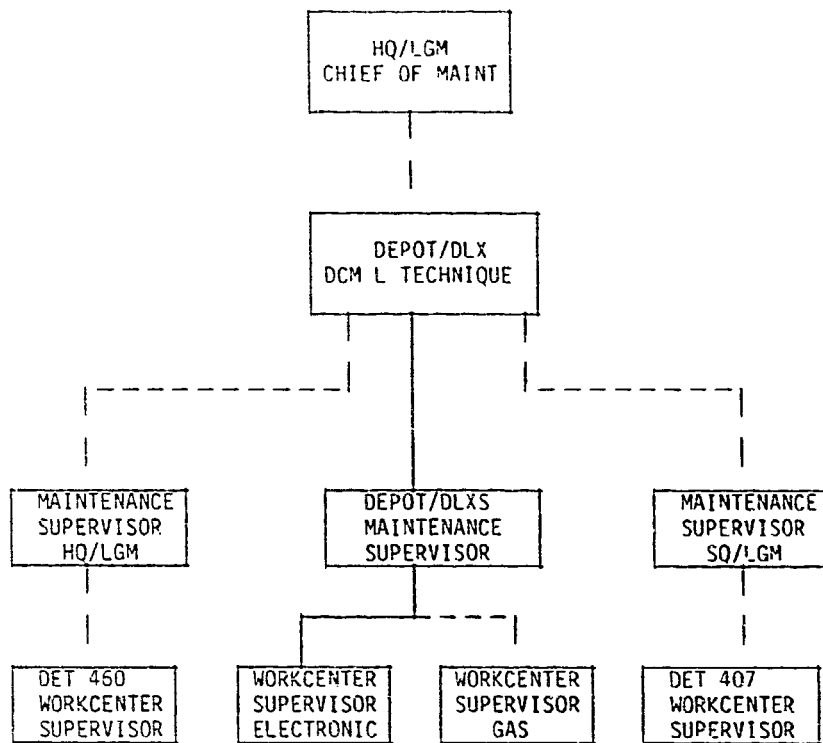 HQ/LGM
CHIEF OF MAINT
DEPOT/DLX
DCM L TECHNIQUE
MAINTENANCE
SUPERVISOR
HQ/LGM
DEPOT/DLXS
MAINTENANCE
SUPERVISOR
MAINTENANCE
SUPERVISOR
SQ/LGM
DET 460
WORKCENTER
SUPERVISOR
WORKCENTER
SUPERVISOR
ELECTRONIC
WORKCENTER
SUPERVISOR
GAS
DET 407
WORKCENTER
SUPERVISOR